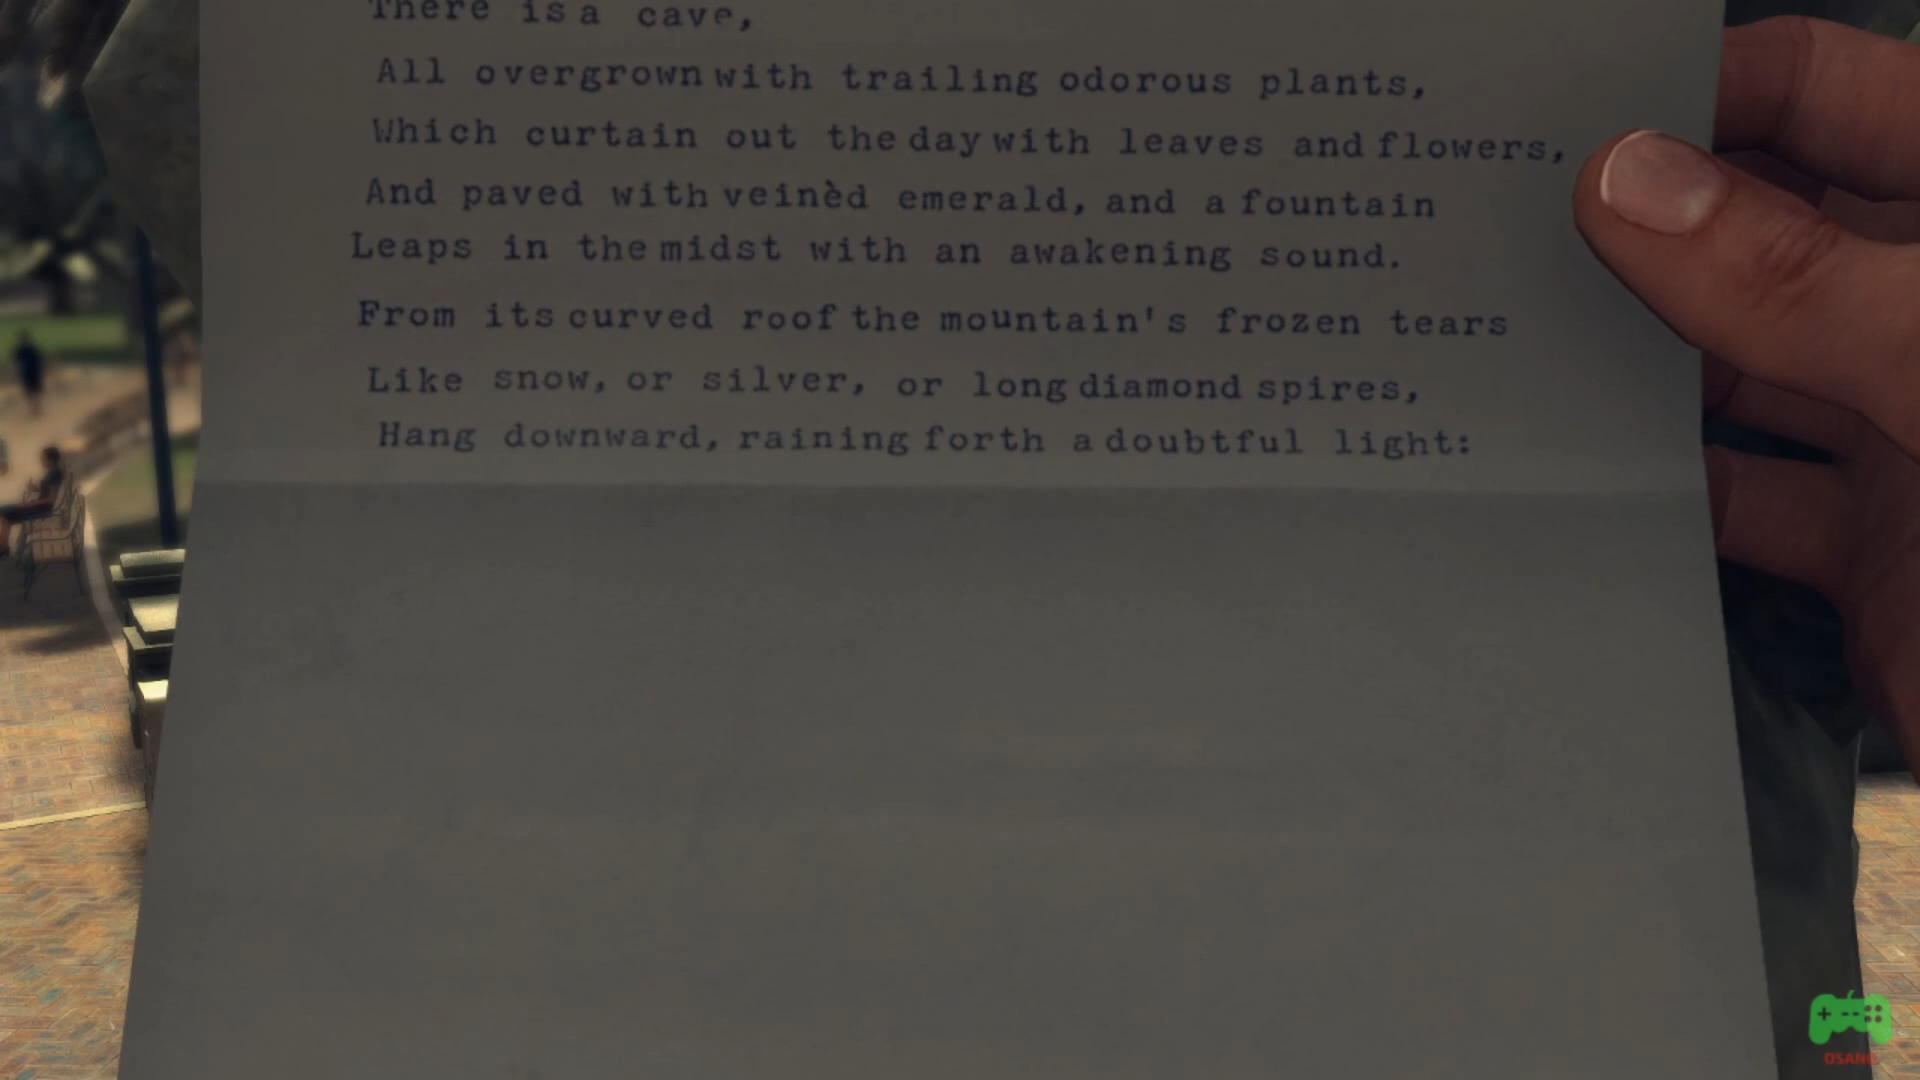 There is a cave,
All overgrown with trailing odorous plants,
Which curtain out the day with leaves and flowers,
And paved with veinèd emerald, and a fountain
Leaps in the midst with an awakening sound.
From its curved roof the mountain's frozen tears
Like snow, or silver, or long diamond spires,
Hang downward, raining forth a doubtful light: